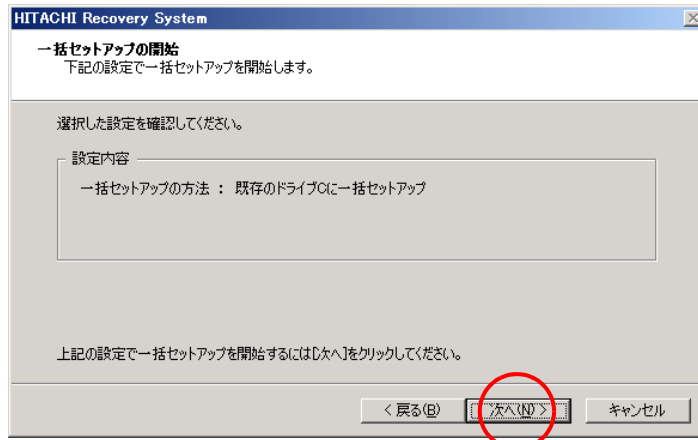 HITACHI Recovery System
一括セットアップの開始
下記の設定で一括セットアップを開始します。
選択した設定を確認してください。
設定内容
一括セットアップの方法 : 既存のドライブCに一括セットアップ
上記の設定で一括セットアップを開始するには[次へ]をクリックしてください。
< 戻る(B) 次へ(N) > キャンセル